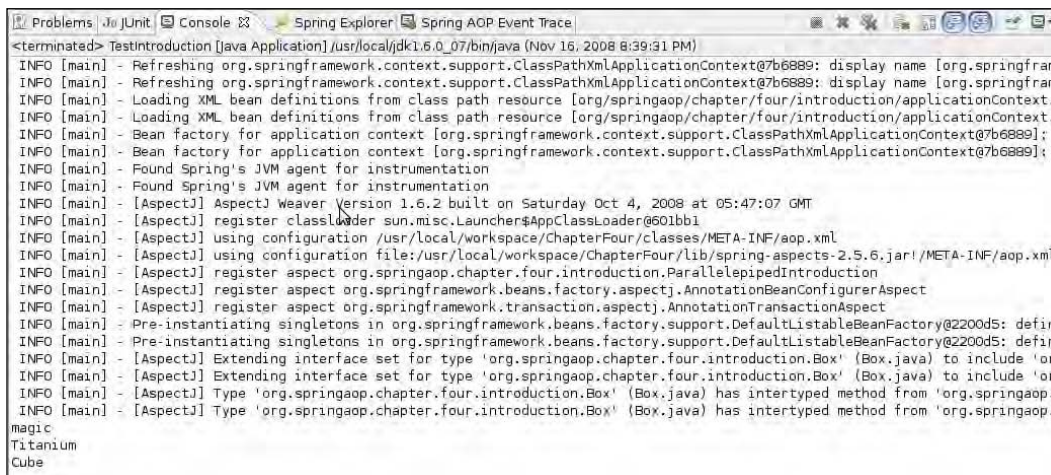 Problems Ju JUnit Console Spring Explorer Spring AOP Event Trace
<terminated> TestIntroduction [Java Application] /usr/local/jdk1.6.0_07/bin/java (Nov 16, 2008 8:39:31 PM)
INFO [main] - Refreshing org.springframework.context.support.ClassPathXmlApplicationContext@7b6889: display name [org.springfra
INFO [main] - Refreshing org.springframework.context.support.ClassPathXmlApplicationContext@7b6889: display name [org.springfra
INFO [main] - Loading XML bean definitions from class path resource [org/springaop/chapter/four/introduction/applicationContext.
INFO [main] - Loading XML bean definitions from class path resource [org/springaop/chapter/four/introduction/applicationContext.
INFO [main] - Bean factory for application context [org.springframework.context.support.ClassPathXmlApplicationContext@7b6889]:
INFO [main] - Bean factory for application context [org.springframework.context.support.ClassPathXmlApplicationContext@7b6889]:
INFO [main] - Found Spring's JVM agent for instrumentation
INFO [main] - Found Spring's JVM agent for instrumentation
INFO [main] - [AspectJ] AspectJ Weaver Version 1.6.2 built on Saturday Oct 4, 2008 at 05:47:07 GMT
INFO [main] - [AspectJ] register classloader sun.misc.Launcher$AppClassLoader@601bb1
INFO [main] - [AspectJ] using configuration /usr/local/workspace/ChapterFour/classes/META-INF/aop.xml
INFO [main] - [AspectJ] using configuration file:/usr/local/workspace/ChapterFour/lib/spring-aspects-2.5.6.jar!/META-INF/aop.xml
INFO [main] - [AspectJ] register aspect org.springaop.chapter.four.introduction.ParallelepipedIntroduction
INFO [main] - [AspectJ] register aspect org.springframework.beans.factory.aspectj.AnnotationBeanConfigurerAspect
INFO [main] - [AspectJ] register aspect org.springframework.transaction.aspectj.AnnotationTransactionAspect
INFO [main] - Pre-instantiating singletons in org.springframework.beans.factory.support.DefaultListableBeanFactory@2200d5: defin
INFO [main] - Pre-instantiating singletons in org.springframework.beans.factory.support.DefaultListableBeanFactory@2200d5: defin
INFO [main] - [AspectJ] Extending interface set for type 'org.springaop.chapter.four.introduction.Box' (Box.java) to include 'or
INFO [main] - [AspectJ] Extending interface set for type 'org.springaop.chapter.four.introduction.Box' (Box.java) to include 'or
INFO [main] - [AspectJ] Type 'org.springaop.chapter.four.introduction.Box' (Box.java) has intertyped method from 'org.springaop.
INFO [main] - [AspectJ] Type 'org.springaop.chapter.four.introduction.Box' (Box.java) has intertyped method from 'org.springaop.
magic
Titanium
Cube